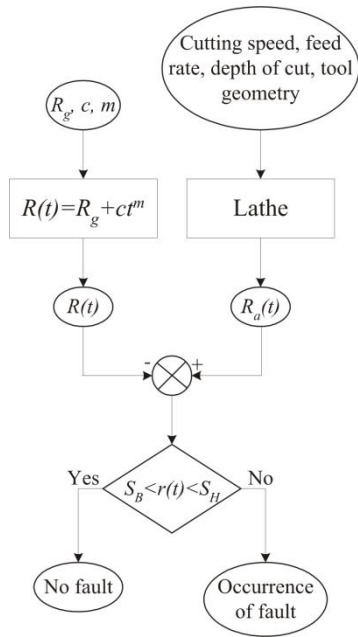 Cutting speed, feed
rate, depth of cut, tool
geometry
R_g, c, m
R(t)=R_g+ct^m
Lathe
R(t)
R_a(t)
- +
Yes
No
S_B<r(t)<S_H
No fault
Occurrence
of fault